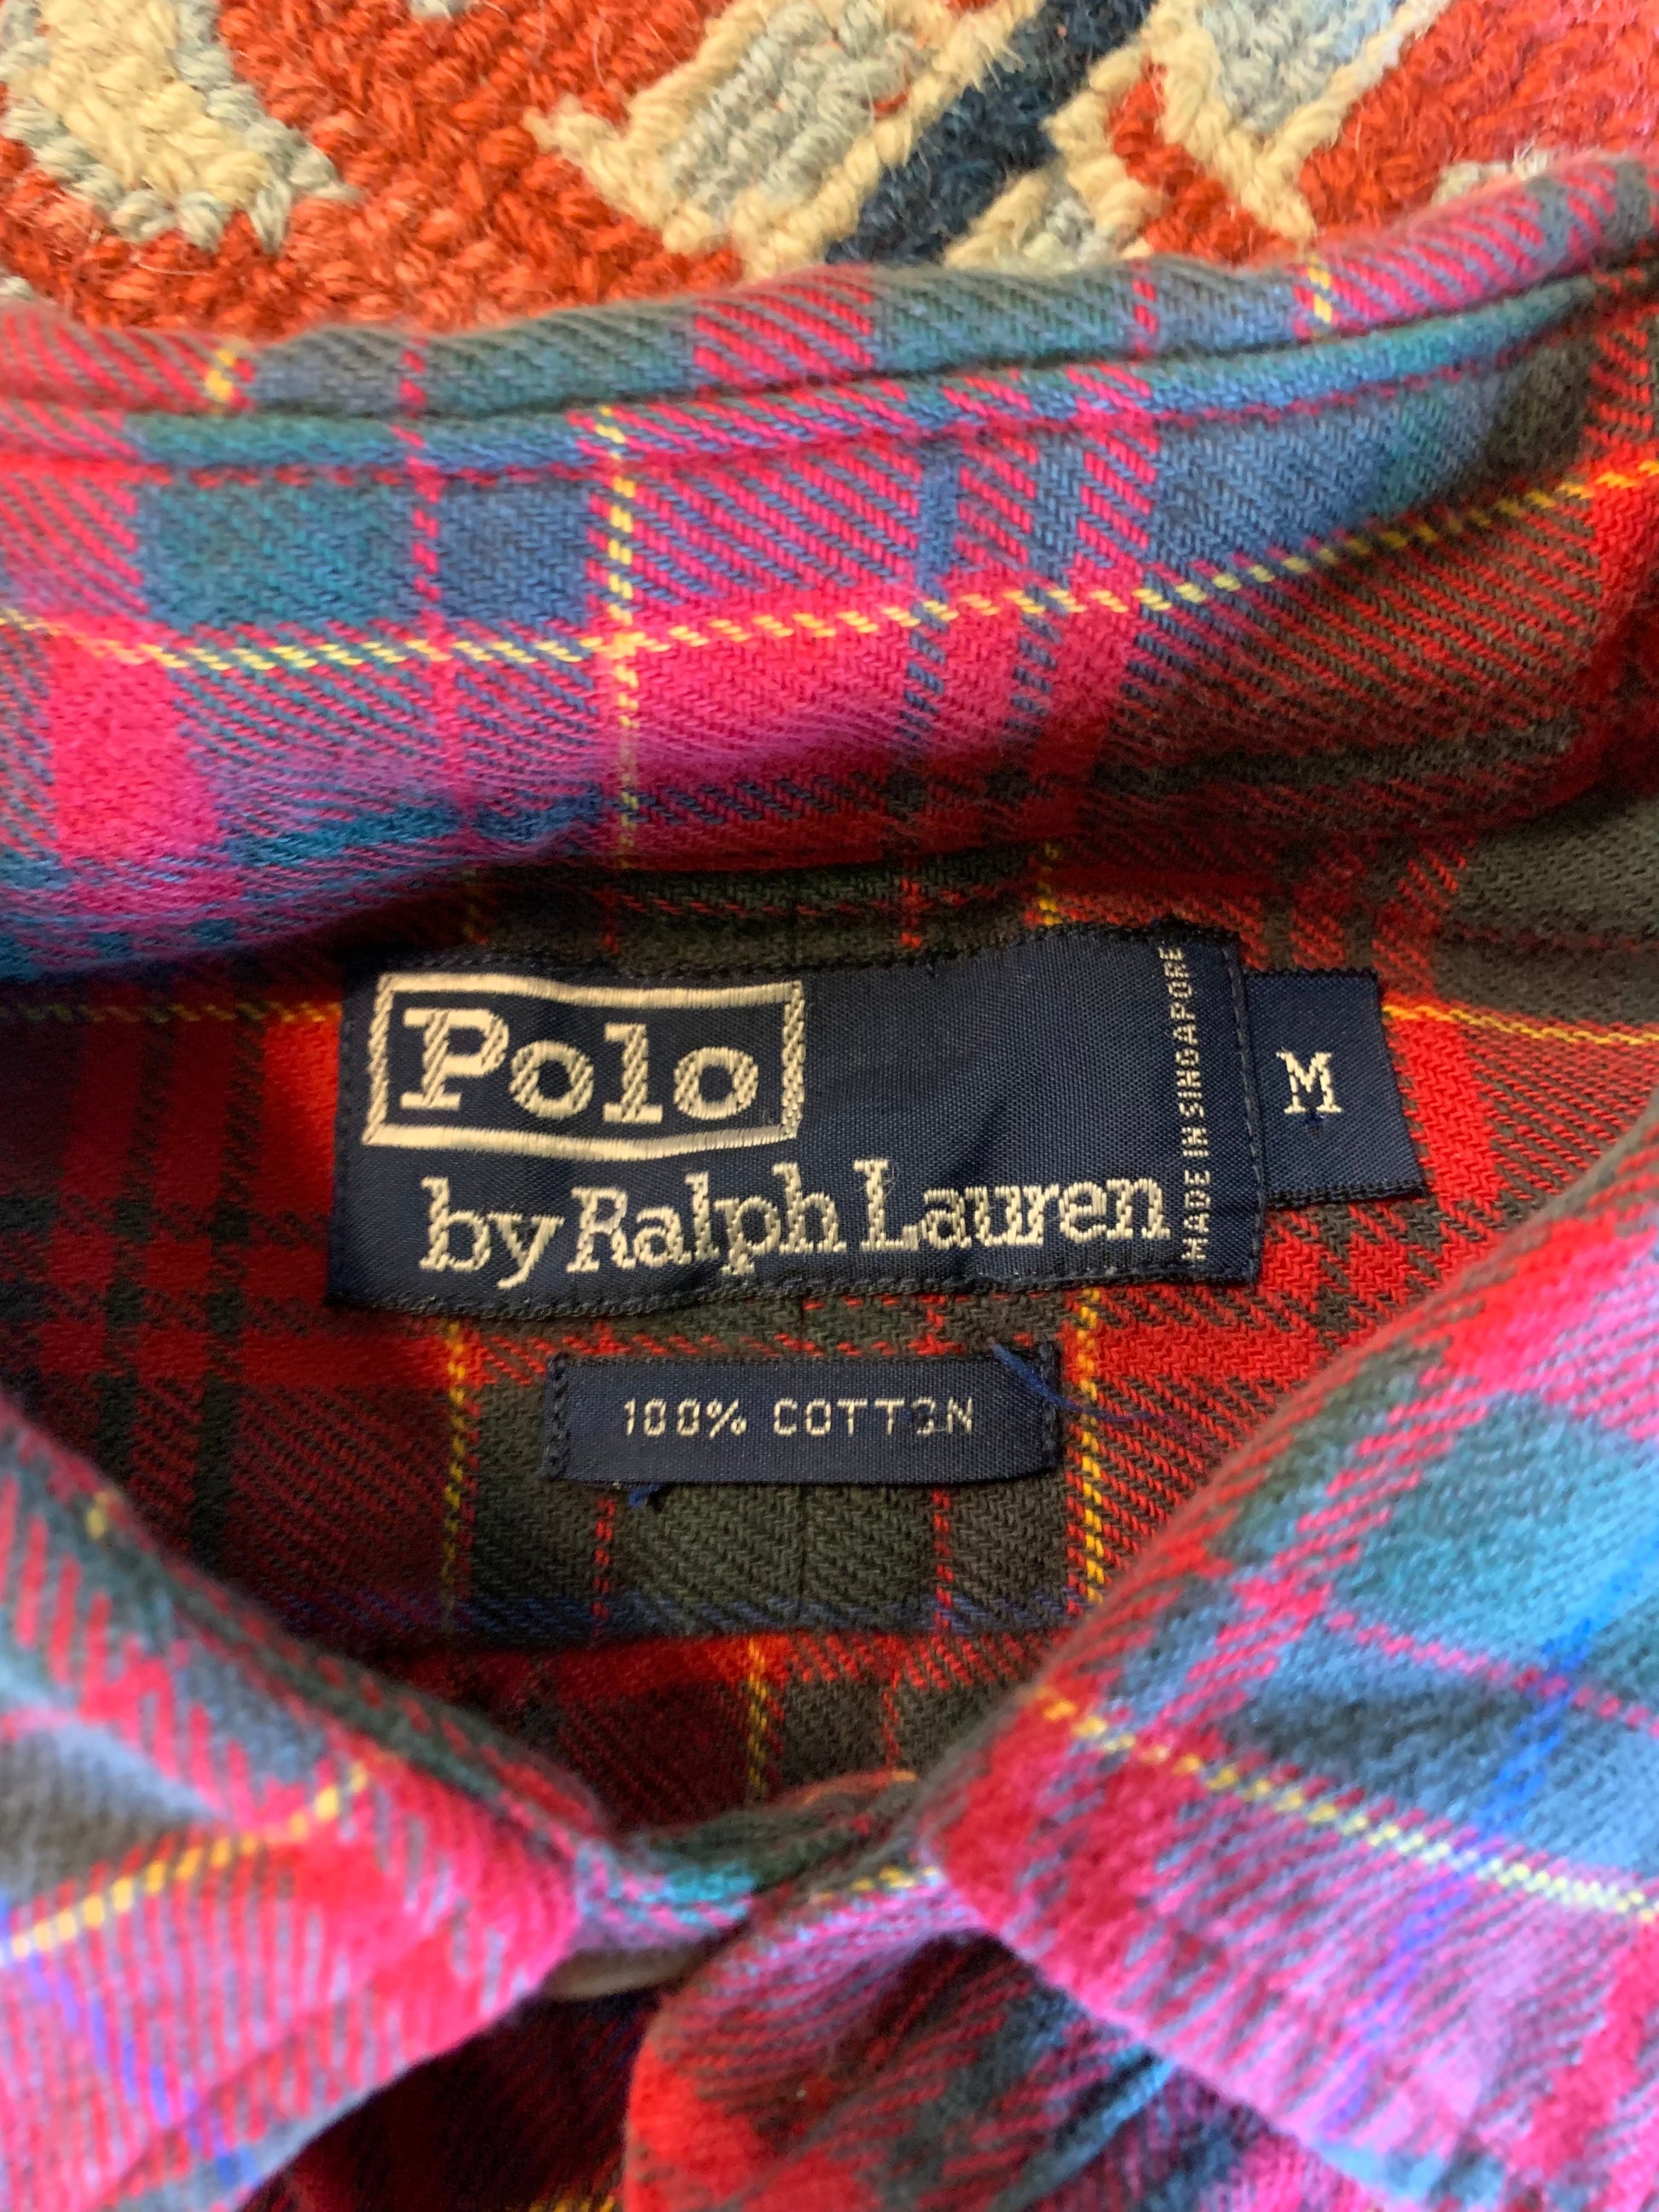 Polo
by Ralph Lauren
MADE IN SINGAPORE
M
100% COTTON